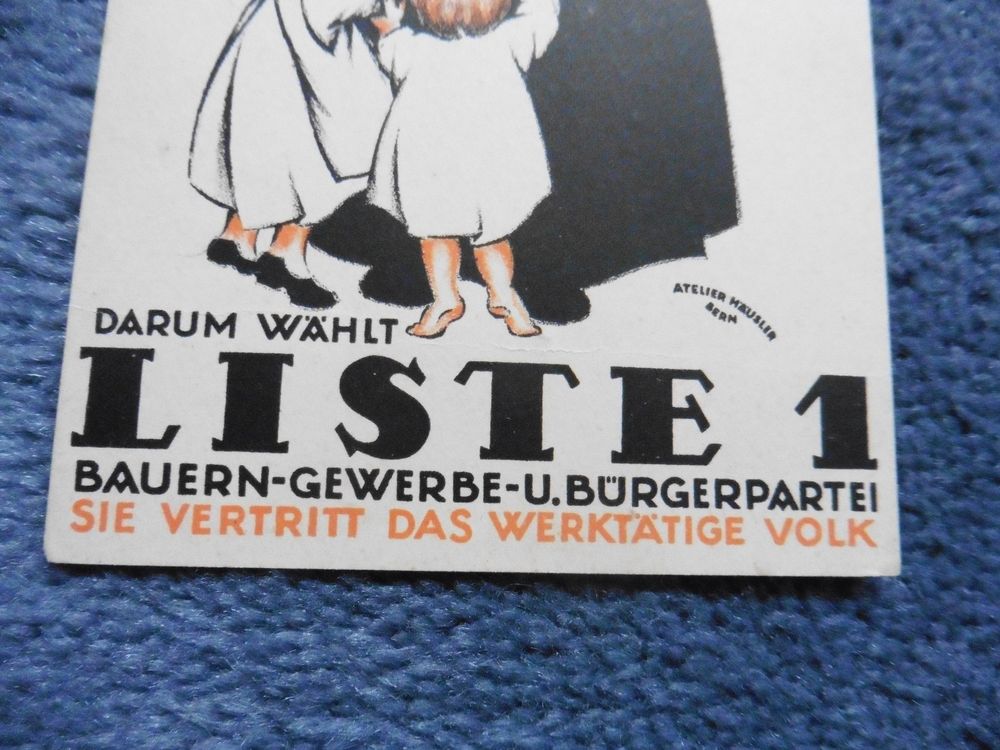 ATELIER HÄUSLER
BERN
DARUM WÄHLT
LISTE 1
BAUERN-GEWERBE-U.BÜRGERPARTEI
SIE VERTRITT DAS WERKTÄTIGE VOLK